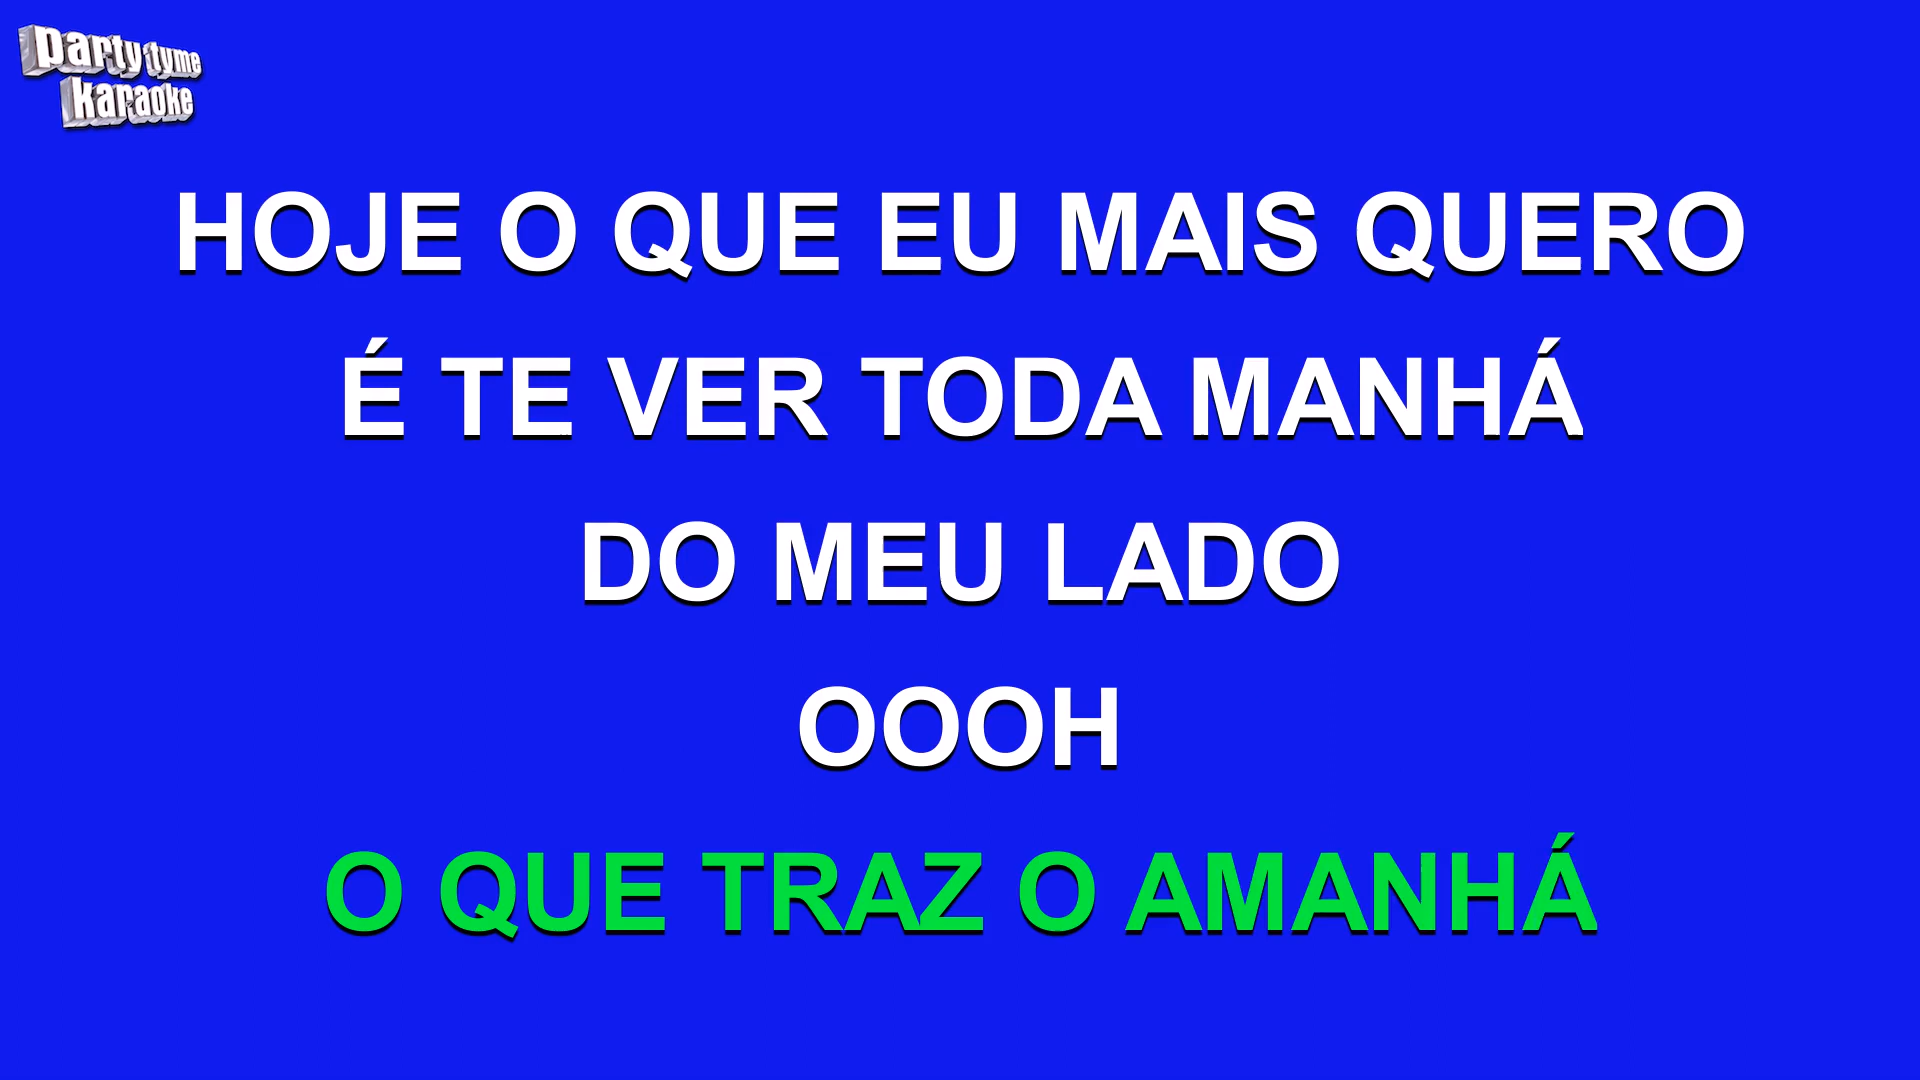 party tyme
karaoke
HOJE O QUE EU MAIS QUERO
É TE VER TODA MANHÁ
DO MEU LADO
OOOH
O QUE TRAZ O AMANHÁ